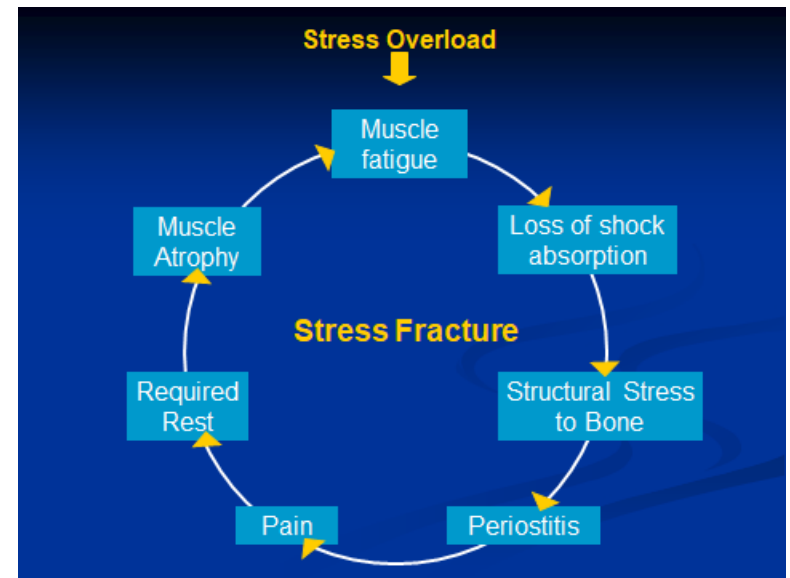 Stress Overload
Muscle
fatigue
Loss of shock
absorption
Structural Stress
to Bone
Periostitis
Pain
Required
Rest
Muscle
Atrophy
Stress Fracture